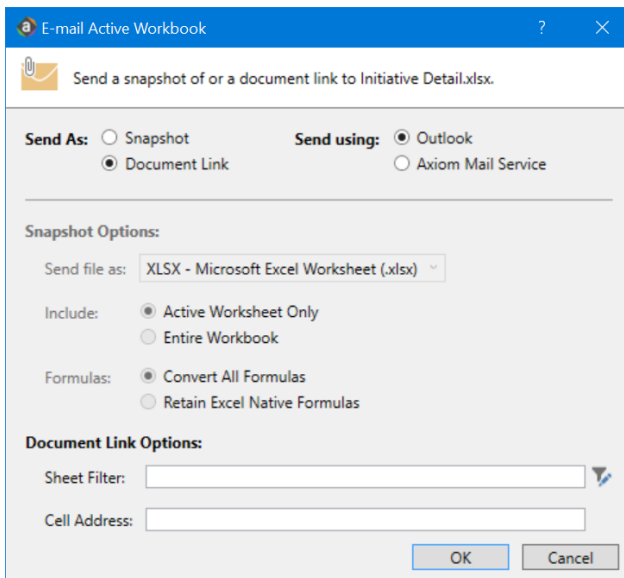 E-mail Active Workbook
Send a snapshot of or a document link to Initiative Detail.xlsx.
Send As: Snapshot Send using: Outlook
Document Link Axiom Mail Service
Snapshot Options:
Send file as: XLSX - Microsoft Excel Worksheet (.xlsx)
Include: Active Worksheet Only
Entire Workbook
Formulas: Convert All Formulas
Retain Excel Native Formulas
Document Link Options:
Sheet Filter:
Cell Address:
OK Cancel